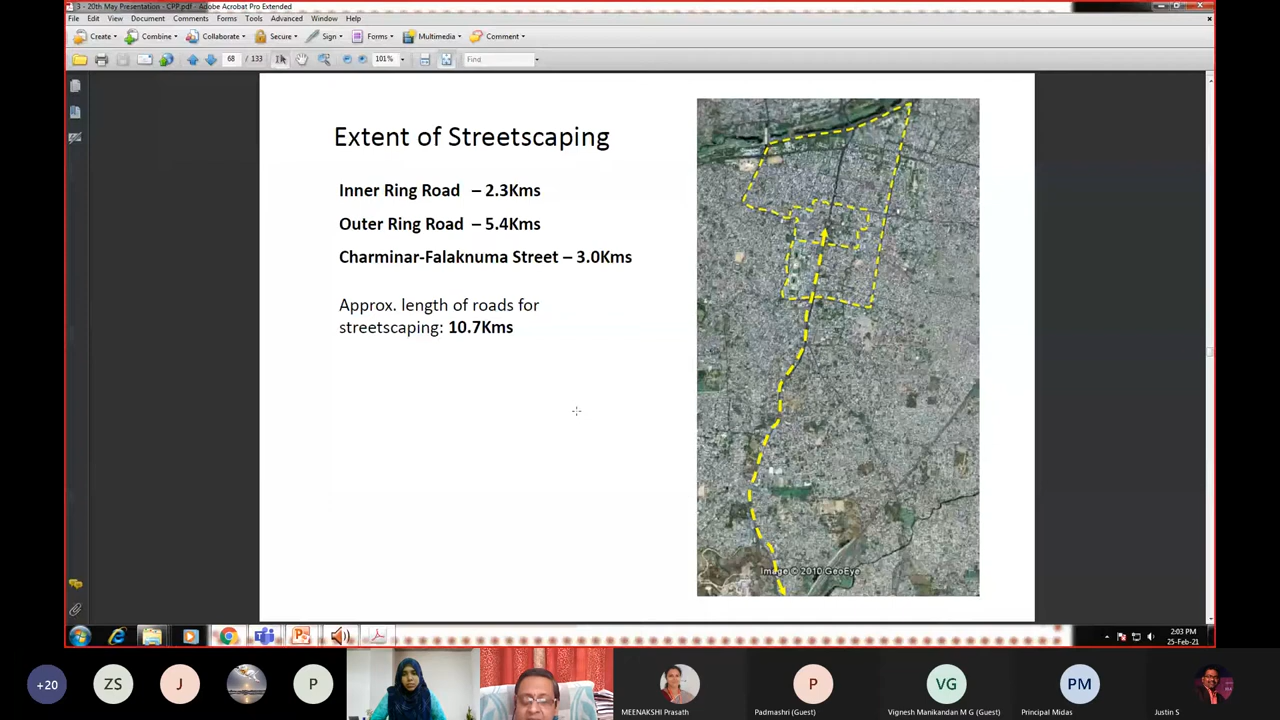 3 - 20th May Presentation - CPP.pdf - Adobe Acrobat Pro Extended
File Edit View Document Comments Forms Tools Advanced Window Help
Create Combine Collaborate Secure Sign Forms Multimedia Comment
68 / 133 101% Find
Extent of Streetscaping
Inner Ring Road – 2.3Kms
Outer Ring Road – 5.4Kms
Charminar-Falaknuma Street – 3.0Kms
Approx. length of roads for
streetscaping: 10.7Kms
Image © 2010 GeoEye
2:03 PM
25-Feb-21
+20 ZS J P P VG PM
MEENAKSHI Prasath Padmashri (Guest) Vignesh Manikandan M G (Guest) Principal Midas Justin S